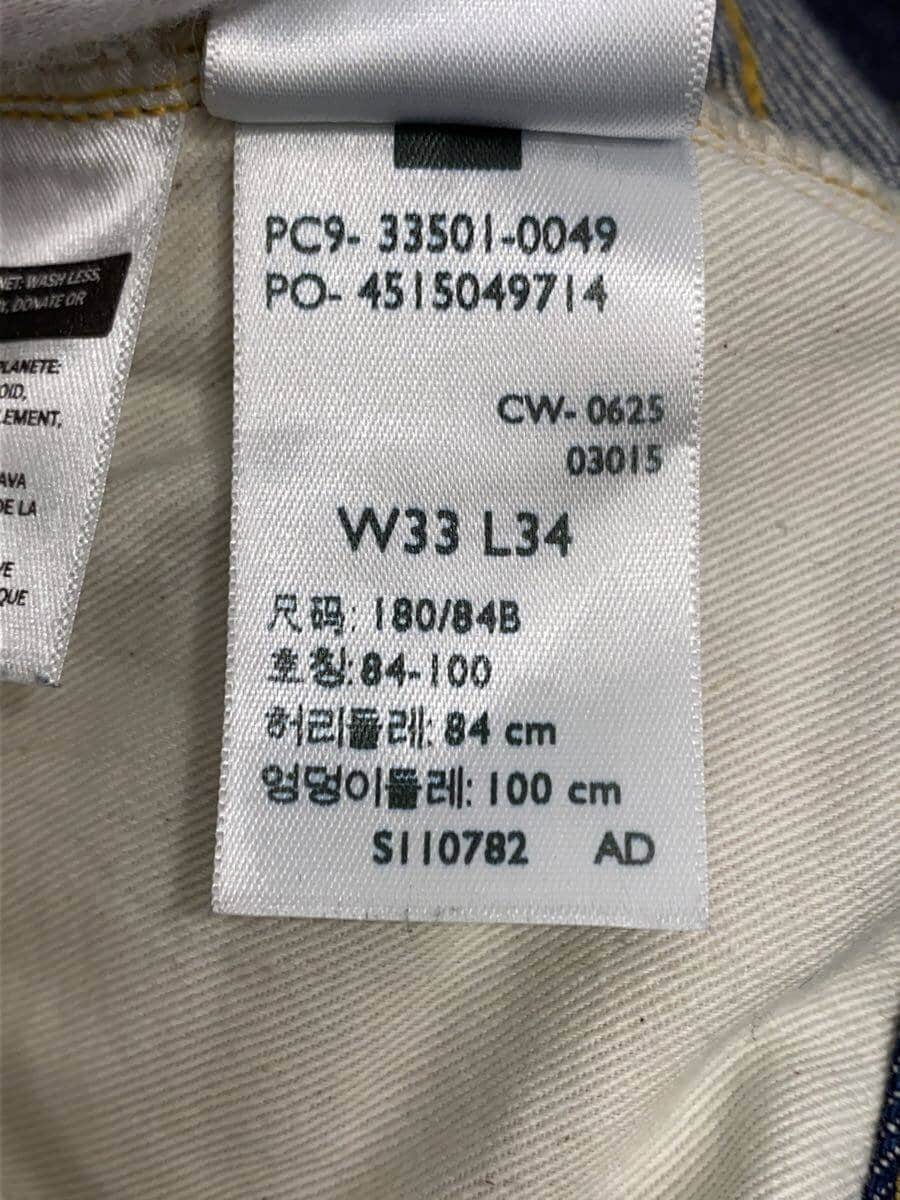 NET: WASH LESS,
DONATE OR
PLANETE:
OID,
LEMENT,
AVA
DE LA
VE
QUE
PC9- 33501-0049
PO- 4515049714
CW- 0625
03015
W33 L34
尺码: 180/84B
호칭: 84-100
허리둘레: 84 cm
엉덩이둘레: 100 cm
S110782 AD